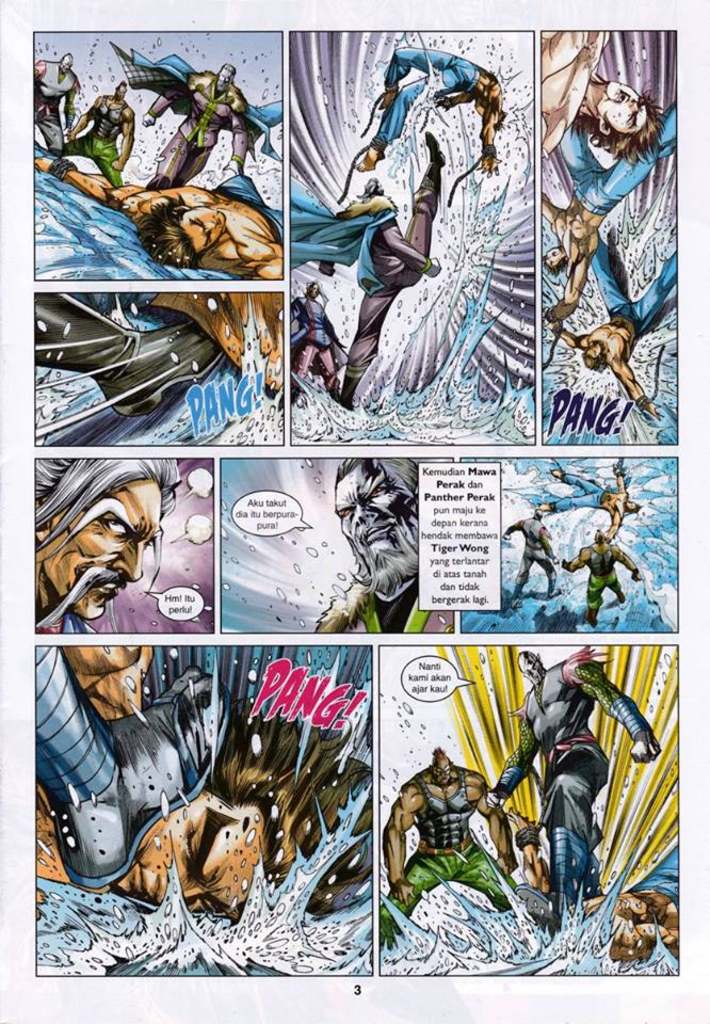 PANG!
PANG!
Hm! Itu
perlu!
Aku takut
dia itu berpura-
pura!
Kemudian Mawa
Perak dan
Panther Perak
pun maju ke
depan kerana
hendak membawa
Tiger Wong
yang terlantar
di atas tanah
dan tidak
bergerak lagi.
PANG!
Nanti
kami akan
ajar kau!
3